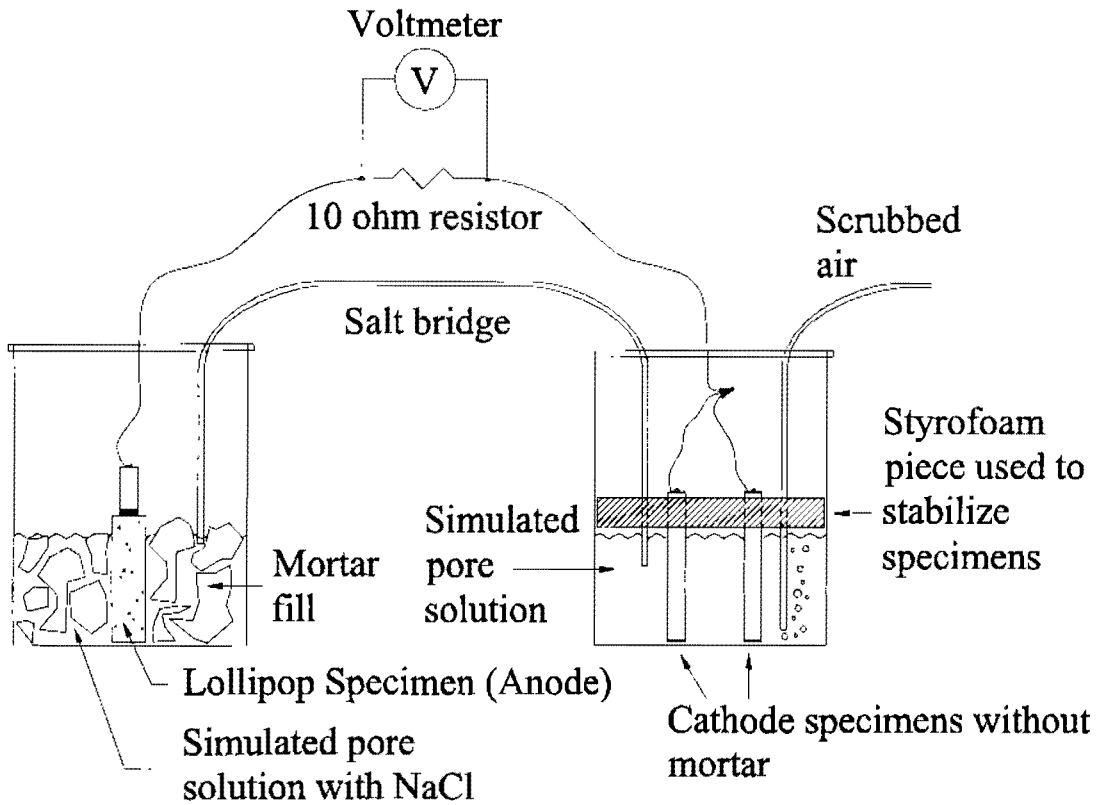 Voltmeter
V
10 ohm resistor
Scrubbed
air
Salt bridge
Styrofoam
piece used to
stabilize
specimens
Simulated
pore
solution
Mortar
fill
Lollipop Specimen (Anode)
Simulated pore
solution with NaCl
Cathode specimens without
mortar